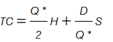 TC = Q*/2 H + D/Q* S